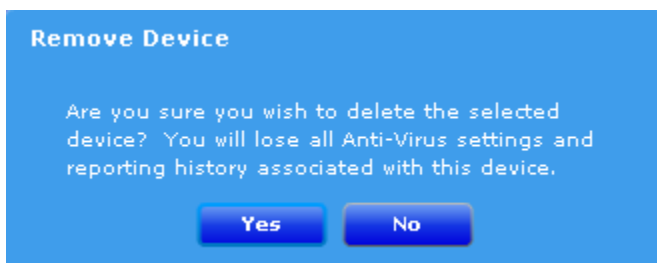 Remove Device
Are you sure you wish to delete the selected
device?  You will lose all Anti-Virus settings and
reporting history associated with this device.
Yes No